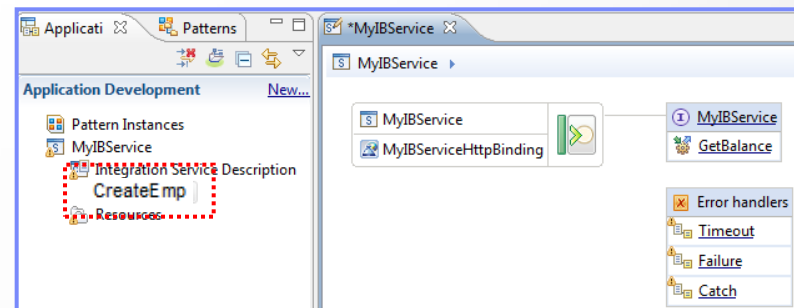 Applicati
Patterns
*MyIBService
MyIBService
Application Development New...
Pattern Instances
MyIBService
Integration Service Description
CreateEmp
Resources
MyIBService
MyIBServiceHttpBinding
MyIBService
GetBalance
Error handlers
Timeout
Failure
Catch